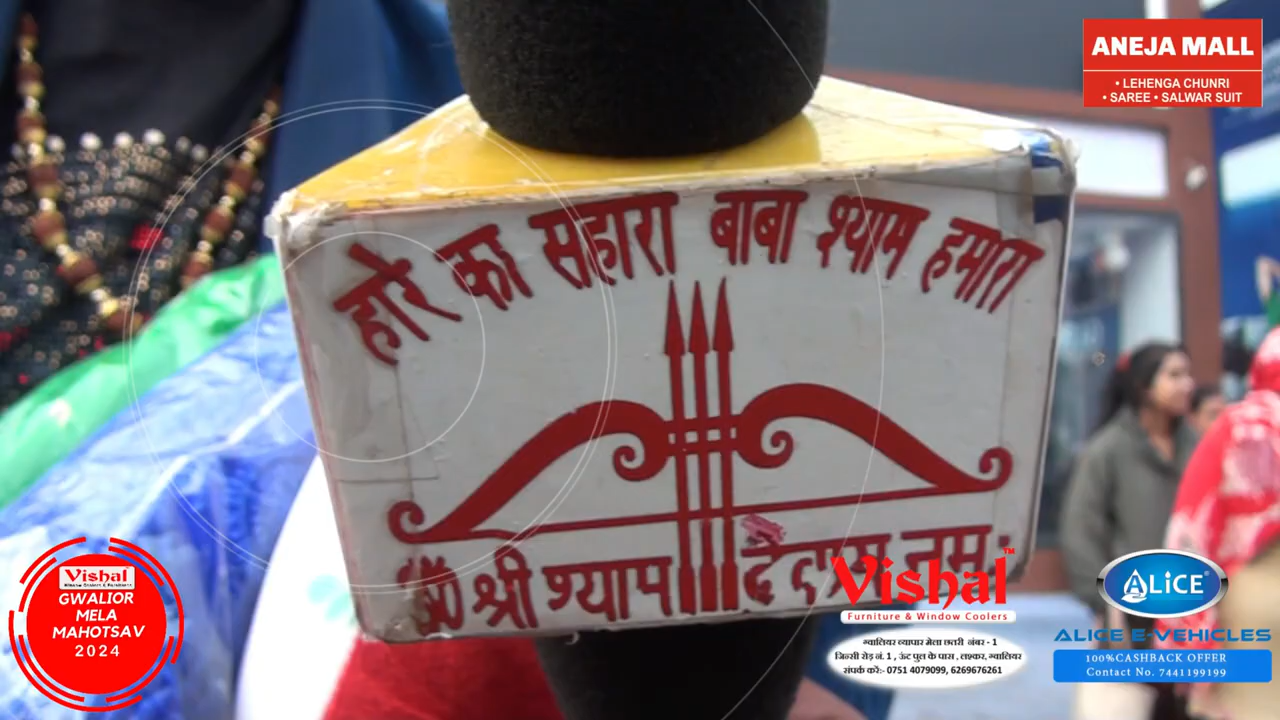 ANEJA MALL
• LEHENGA CHUNRI
• SAREE • SALWAR SUIT
हारे का सहारा बाबा श्याम हमारा
ॐ श्री श्याम देवाय नमः
Vishal
GWALIOR
MELA
MAHOTSAV
2024
Vishal™
Furniture & Window Coolers
ग्वालियर व्यापार मेला छतरी नंबर - 1
जिन्सी रोड़ नं. 1 , ऊंट पुल के पास , लश्कर, ग्वालियर
संपर्क करें:- 0751 4079099, 6269676261
ALiCE®
ALICE E-VEHICLES
100%CASHBACK OFFER
Contact No. 7441199199